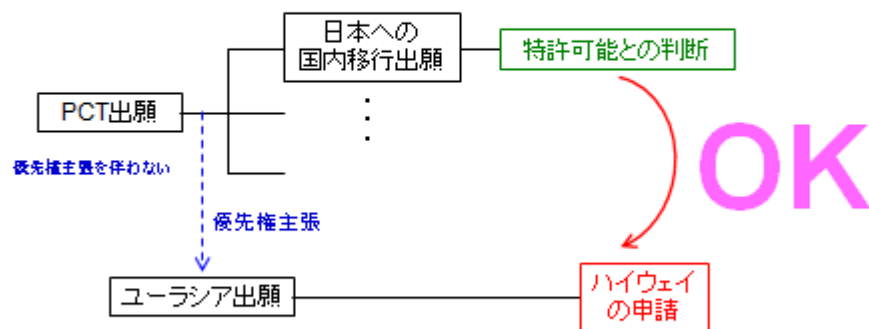 日本への
国内移行出願
特許可能との判断
PCT出願
優先権主張を伴わない
OK
優先権主張
ユーラシア出願
ハイウェイ
の申請